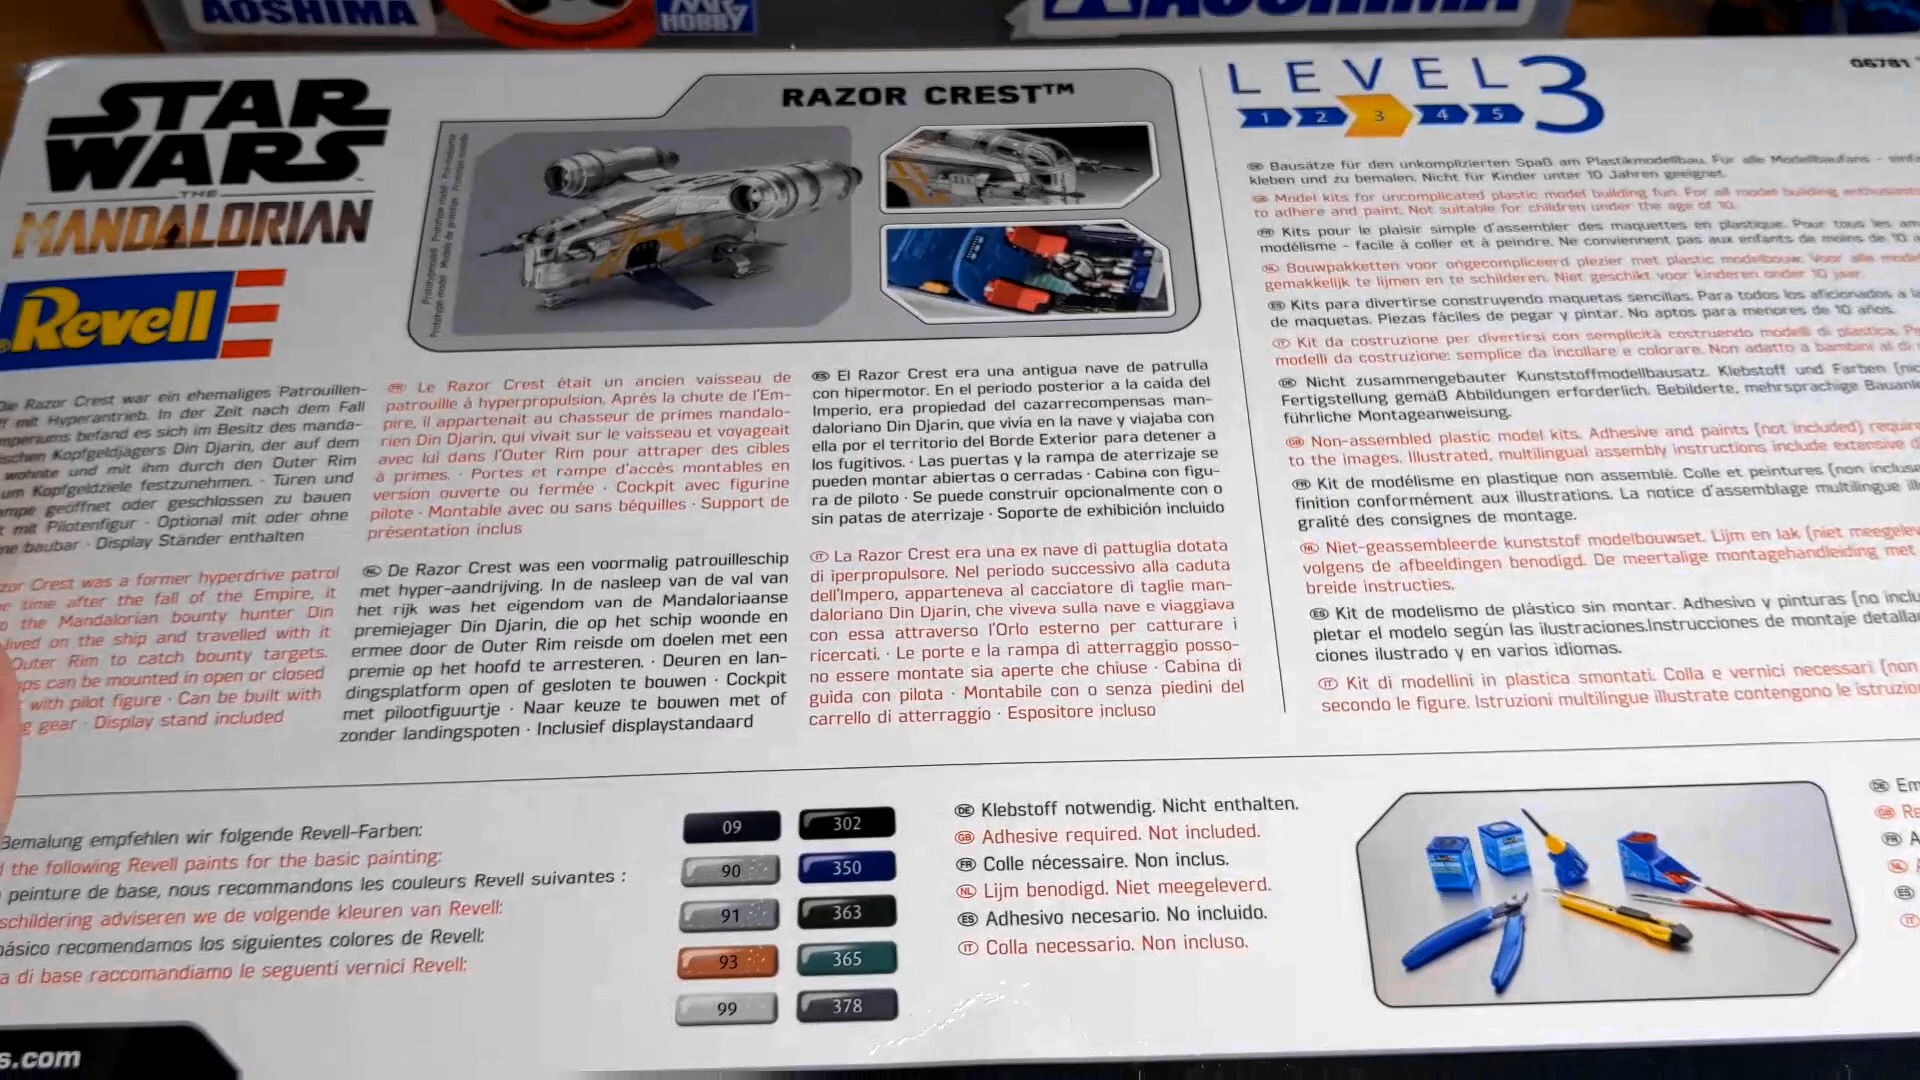 AOSHIMA
MR HOBBY
STAR
WARS
THE
MANDALORIAN
Revell
RAZOR CREST™
LEVEL 3
1 2 3 4 5
06781
Die Razor Crest war ein ehemaliges Patrouillen-
mit Hyperantrieb. In der Zeit nach dem Fall
befand es sich im Besitz des manda-
Kopfgeldjägers Din Djarin, der auf dem
wohnte und mit ihm durch den Outer Rim
um Kopfgeldziele festzunehmen. · Türen und
geöffnet oder geschlossen zu bauen
mit Pilotenfigur · Optional mit oder ohne
baubar · Display Ständer enthalten
Crest was a former hyperdrive patrol
time after the fall of the Empire, it
the Mandalorian bounty hunter Din
lived on the ship and travelled with it
Outer Rim to catch bounty targets.
can be mounted in open or closed
with pilot figure · Can be built with
gear · Display stand included
FR Le Razor Crest était un ancien vaisseau de
patrouille à hyperpropulsion. Après la chute de l'Em-
pire, il appartenait au chasseur de primes mandalo-
rien Din Djarin, qui vivait sur le vaisseau et voyageait
avec lui dans l'Outer Rim pour attraper des cibles
à primes. · Portes et rampe d'accès montables en
version ouverte ou fermée · Cockpit avec figurine
pilote · Montable avec ou sans béquilles · Support de
présentation inclus
NL De Razor Crest was een voormalig patrouilleschip
met hyper-aandrijving. In de nasleep van de val van
het rijk was het eigendom van de Mandaloriaanse
premiejager Din Djarin, die op het schip woonde en
ermee door de Outer Rim reisde om doelen met een
premie op het hoofd te arresteren. · Deuren en lan-
dingsplatform open of gesloten te bouwen · Cockpit
met pilootfiguurtje · Naar keuze te bouwen met of
zonder landingspoten · Inclusief displaystandaard
ES El Razor Crest era una antigua nave de patrulla
con hipermotor. En el periodo posterior a la caida del
Imperio, era propiedad del cazarrecompensas man-
daloriano Din Djarin, que vivía en la nave y viajaba con
ella por el territorio del Borde Exterior para detener a
los fugitivos. · Las puertas y la rampa de aterrizaje se
pueden montar abiertas o cerradas · Cabina con figu-
ra de piloto · Se puede construir opcionalmente con o
sin patas de aterrizaje · Soporte de exhibición incluido
IT La Razor Crest era una ex nave di pattuglia dotata
di iperpropulsore. Nel periodo successivo alla caduta
dell'Impero, apparteneva al cacciatore di taglie man-
daloriano Din Djarin, che viveva sulla nave e viaggiava
con essa attraverso l'Orlo esterno per catturare i
ricercati. · Le porte e la rampa di atterraggio posso-
no essere montate sia aperte che chiuse · Cabina di
guida con pilota · Montabile con o senza piedini del
carrello di atterraggio · Espositore incluso
DE Bausätze für den unkomplizierten Spaß am Plastikmodellbau. Für alle Modellbaufans -
kleben und zu bemalen. Nicht für Kinder unter 10 Jahren geeignet.
GB Model kits for uncomplicated plastic model building fun. For all model building enthusiasts
to adhere and paint. Not suitable for children under the age of 10.
FR Kits pour le plaisir simple d'assembler des maquettes en plastique. Pour tous les
modélisme - facile à coller et à peindre. Ne conviennent pas aux enfants de moins de 10
NL Bouwpakketten voor ongecompliceerd plezier met plastic modelbouw. Voor alle
gemakkelijk te lijmen en te schilderen. Niet geschikt voor kinderen onder 10 jaar.
ES Kits para divertirse construyendo maquetas sencillas. Para todos los aficionados a
de maquetas. Piezas fáciles de pegar y pintar. No aptos para menores de 10 años.
IT Kit da costruzione per divertirsi con semplicità costruendo modelli di plastica.
modelli da costruzione: semplice da incollare e colorare. Non adatto a bambini al di
DE Nicht zusammengebauter Kunststoffmodellbausatz. Klebstoff und Farben
Fertigstellung gemäß Abbildungen erforderlich. Bebilderte, mehrsprachige
führliche Montageanweisung.
GB Non-assembled plastic model kits. Adhesive and paints (not included)
to the images. Illustrated, multilingual assembly instructions include extensive
FR Kit de modélisme en plastique non assemblé. Colle et peintures (non
finition conformément aux illustrations. La notice d'assemblage multilingue
gralité des consignes de montage.
NL Niet-geassembleerde kunststof modelbouwset. Lijm en lak (niet
volgens de afbeeldingen benodigd. De meertalige montagehandleiding met
breide instructies.
ES Kit de modelismo de plástico sin montar. Adhesivo y pinturas (no
pletar el modelo según las ilustraciones.Instrucciones de montaje
ciones ilustrado y en varios idiomas.
IT Kit di modellini in plastica smontati. Colla e vernici necessari (non
secondo le figure. Istruzioni multilingue illustrate contengono le
Bemalung empfehlen wir folgende Revell-Farben:
the following Revell paints for the basic painting:
peinture de base, nous recommandons les couleurs Revell suivantes :
schildering adviseren we de volgende kleuren van Revell:
básico recomendamos los siguientes colores de Revell:
di base raccomandiamo le seguenti vernici Revell:
09 302
90 350
91 363
93 365
99 378
DE Klebstoff notwendig. Nicht enthalten.
GB Adhesive required. Not included.
FR Colle nécessaire. Non inclus.
NL Lijm benodigd. Niet meegeleverd.
ES Adhesivo necesario. No incluido.
IT Colla necessario. Non incluso.
DE
GB
FR
NL
ES
IT
s.com